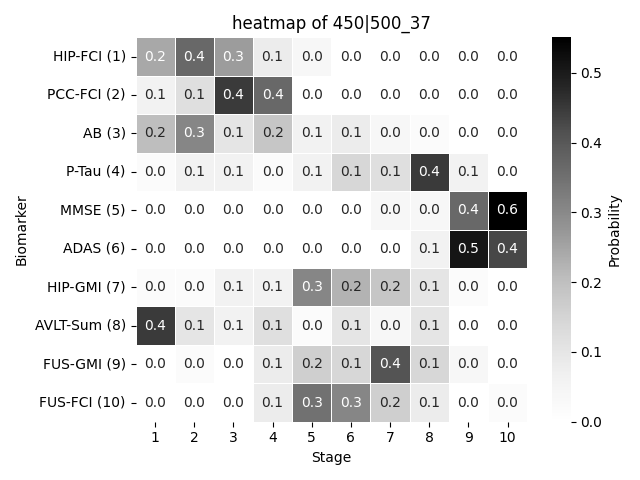 heatmap of 450|500_37
HIP-FCI (1) 0.2 0.4 0.3 0.1 0.0 0.0 0.0 0.0 0.0 0.0
PCC-FCI (2) 0.1 0.1 0.4 0.4 0.0 0.0 0.0 0.0 0.0 0.0
AB (3) 0.2 0.3 0.1 0.2 0.1 0.1 0.0 0.0 0.0 0.0
P-Tau (4) 0.0 0.1 0.1 0.0 0.1 0.1 0.1 0.4 0.1 0.0
MMSE (5) 0.0 0.0 0.0 0.0 0.0 0.0 0.0 0.0 0.4 0.6
ADAS (6) 0.0 0.0 0.0 0.0 0.0 0.0 0.0 0.1 0.5 0.4
HIP-GMI (7) 0.0 0.0 0.1 0.1 0.3 0.2 0.2 0.1 0.0 0.0
AVLT-Sum (8) 0.4 0.1 0.1 0.1 0.0 0.1 0.0 0.1 0.0 0.0
FUS-GMI (9) 0.0 0.0 0.0 0.1 0.2 0.1 0.4 0.1 0.0 0.0
FUS-FCI (10) 0.0 0.0 0.0 0.1 0.3 0.3 0.2 0.1 0.0 0.0
1 2 3 4 5 6 7 8 9 10
Stage
Biomarker
0.5
0.4
0.3
0.2
0.1
0.0
Probability